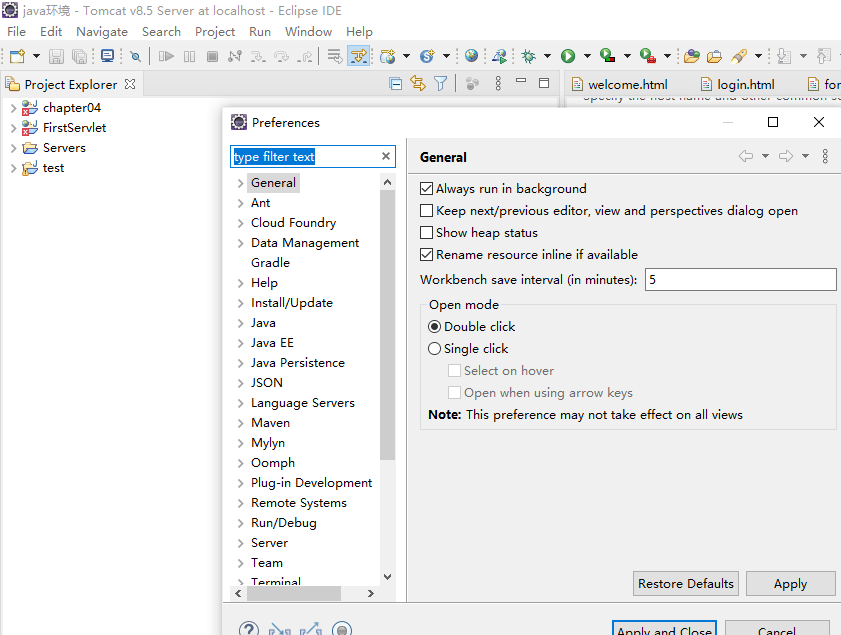 java环境 - Tomcat v8.5 Server at localhost - Eclipse IDE
File Edit Navigate Search Project Run Window Help
Project Explorer
welcome.html
login.html
for
Specify the host name and other common se
chapter04
FirstServlet
Servers
test
Preferences
type filter text
General
Ant
Cloud Foundry
Data Management
Gradle
Help
Install/Update
Java
Java EE
Java Persistence
JSON
Language Servers
Maven
Mylyn
Oomph
Plug-in Development
Remote Systems
Run/Debug
Server
Team
Terminal
General
Always run in background
Keep next/previous editor, view and perspectives dialog open
Show heap status
Rename resource inline if available
Workbench save interval (in minutes): 5
Open mode
Double click
Single click
Select on hover
Open when using arrow keys
Note: This preference may not take effect on all views
Restore Defaults
Apply
Apply and Close
Cancel